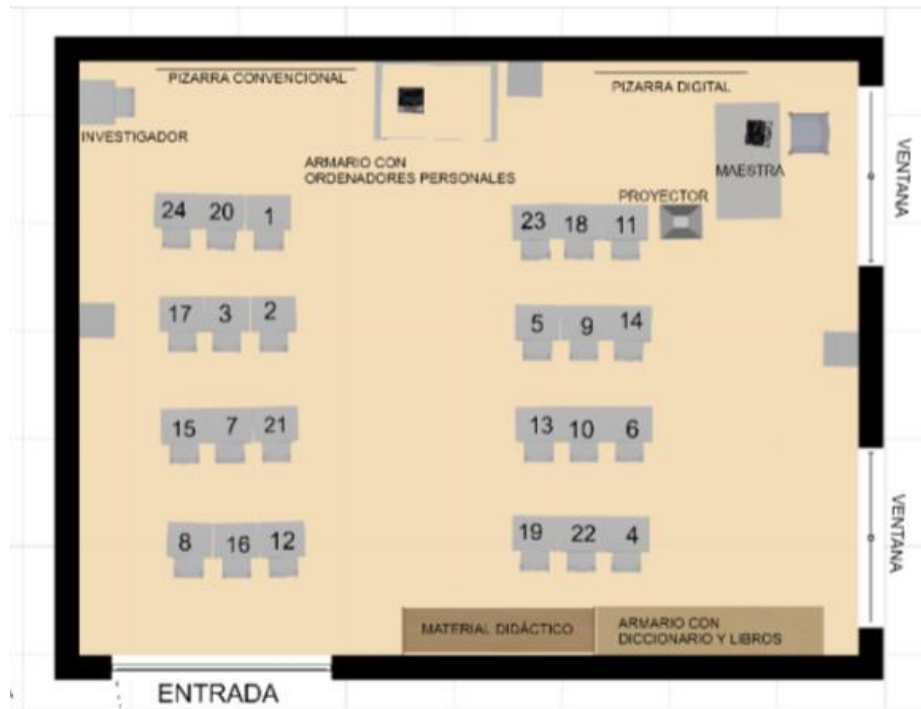 PIZARRA CONVENCIONAL
PIZARRA DIGITAL
INVESTIGADOR
ARMARIO CON
ORDENADORES PERSONALES
MAESTRA
PROYECTOR
VENTANA
24 20 1
23 18 11
17 3 2
5 9 14
15 7 21
13 10 6
8 16 12
19 22 4
VENTANA
MATERIAL DIDÁCTICO
ARMARIO CON
DICCIONARIO Y LIBROS
ENTRADA